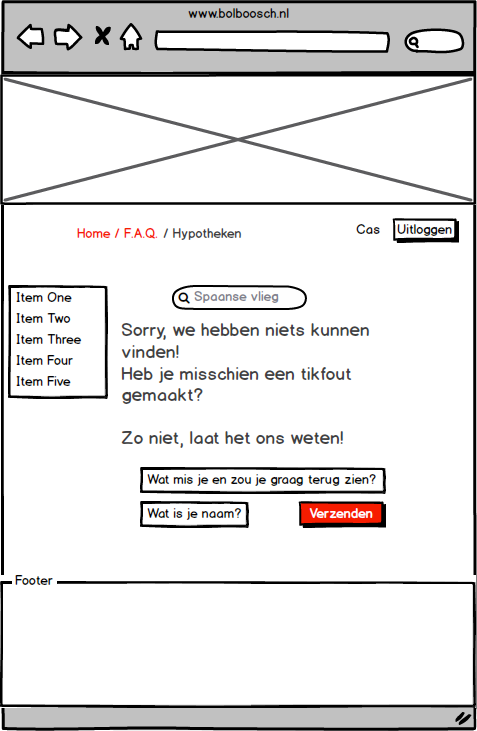 www.bolboosch.nl
Home / F.A.Q. / Hypotheken
Cas
Uitloggen
Item One
Item Two
Item Three
Item Four
Item Five
Spaanse vlieg
Sorry, we hebben niets kunnen
vinden!
Heb je misschien een tikfout
gemaakt?
Zo niet, laat het ons weten!
Wat mis je en zou je graag terug zien?
Wat is je naam?
Verzenden
Footer